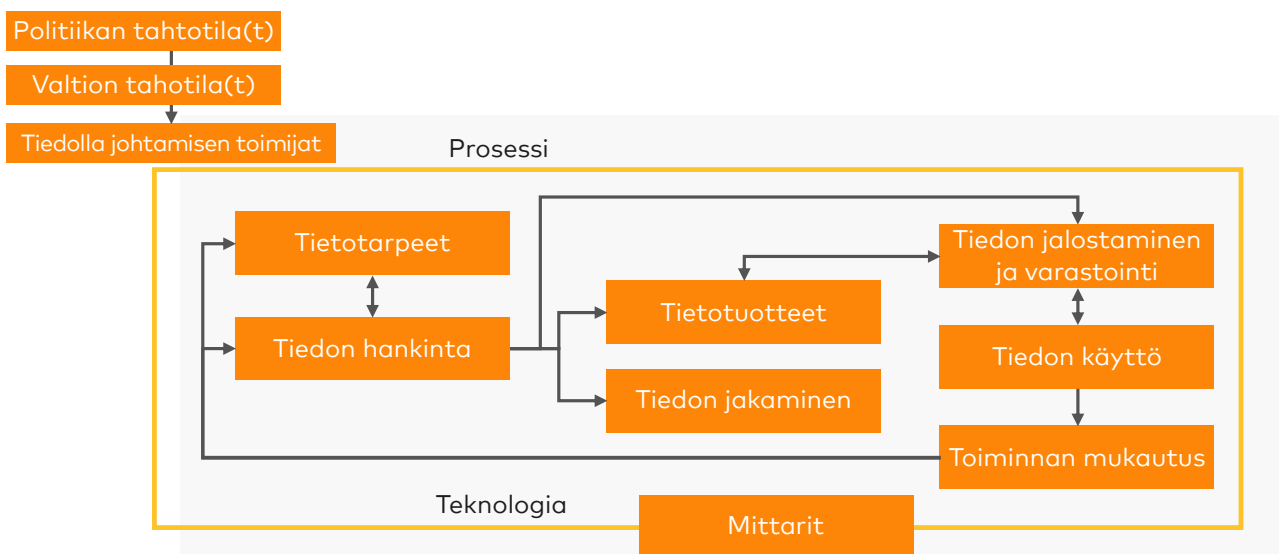 Politiikan tahtotila(t)
Valtion tahotila(t)
Tiedolla johtamisen toimijat
Prosessi
Tietotarpeet
Tiedon hankinta
Tietotuotteet
Tiedon jakaminen
Tiedon jalostaminen
ja varastointi
Tiedon käyttö
Toiminnan mukautus
Teknologia
Mittarit